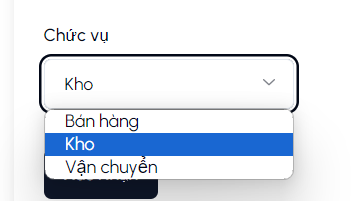 Chức vụ
Kho
Bán hàng
Kho
Vận chuyển